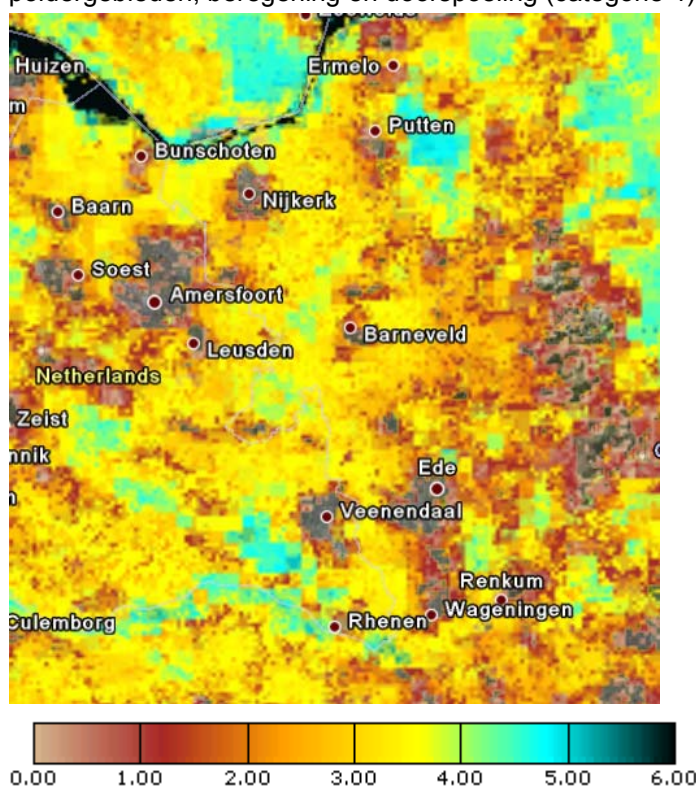 Huizen
Ermelo
m
Putten
Bunschoten
Nijkerk
Baarn
Soest
Amersfoort
Barneveld
Leusden
Netherlands
Zeist
nnik
Ede
Veenendaal
Renkum
Culemborg
Rhenen
Wageningen
0.00 1.00 2.00 3.00 4.00 5.00 6.00